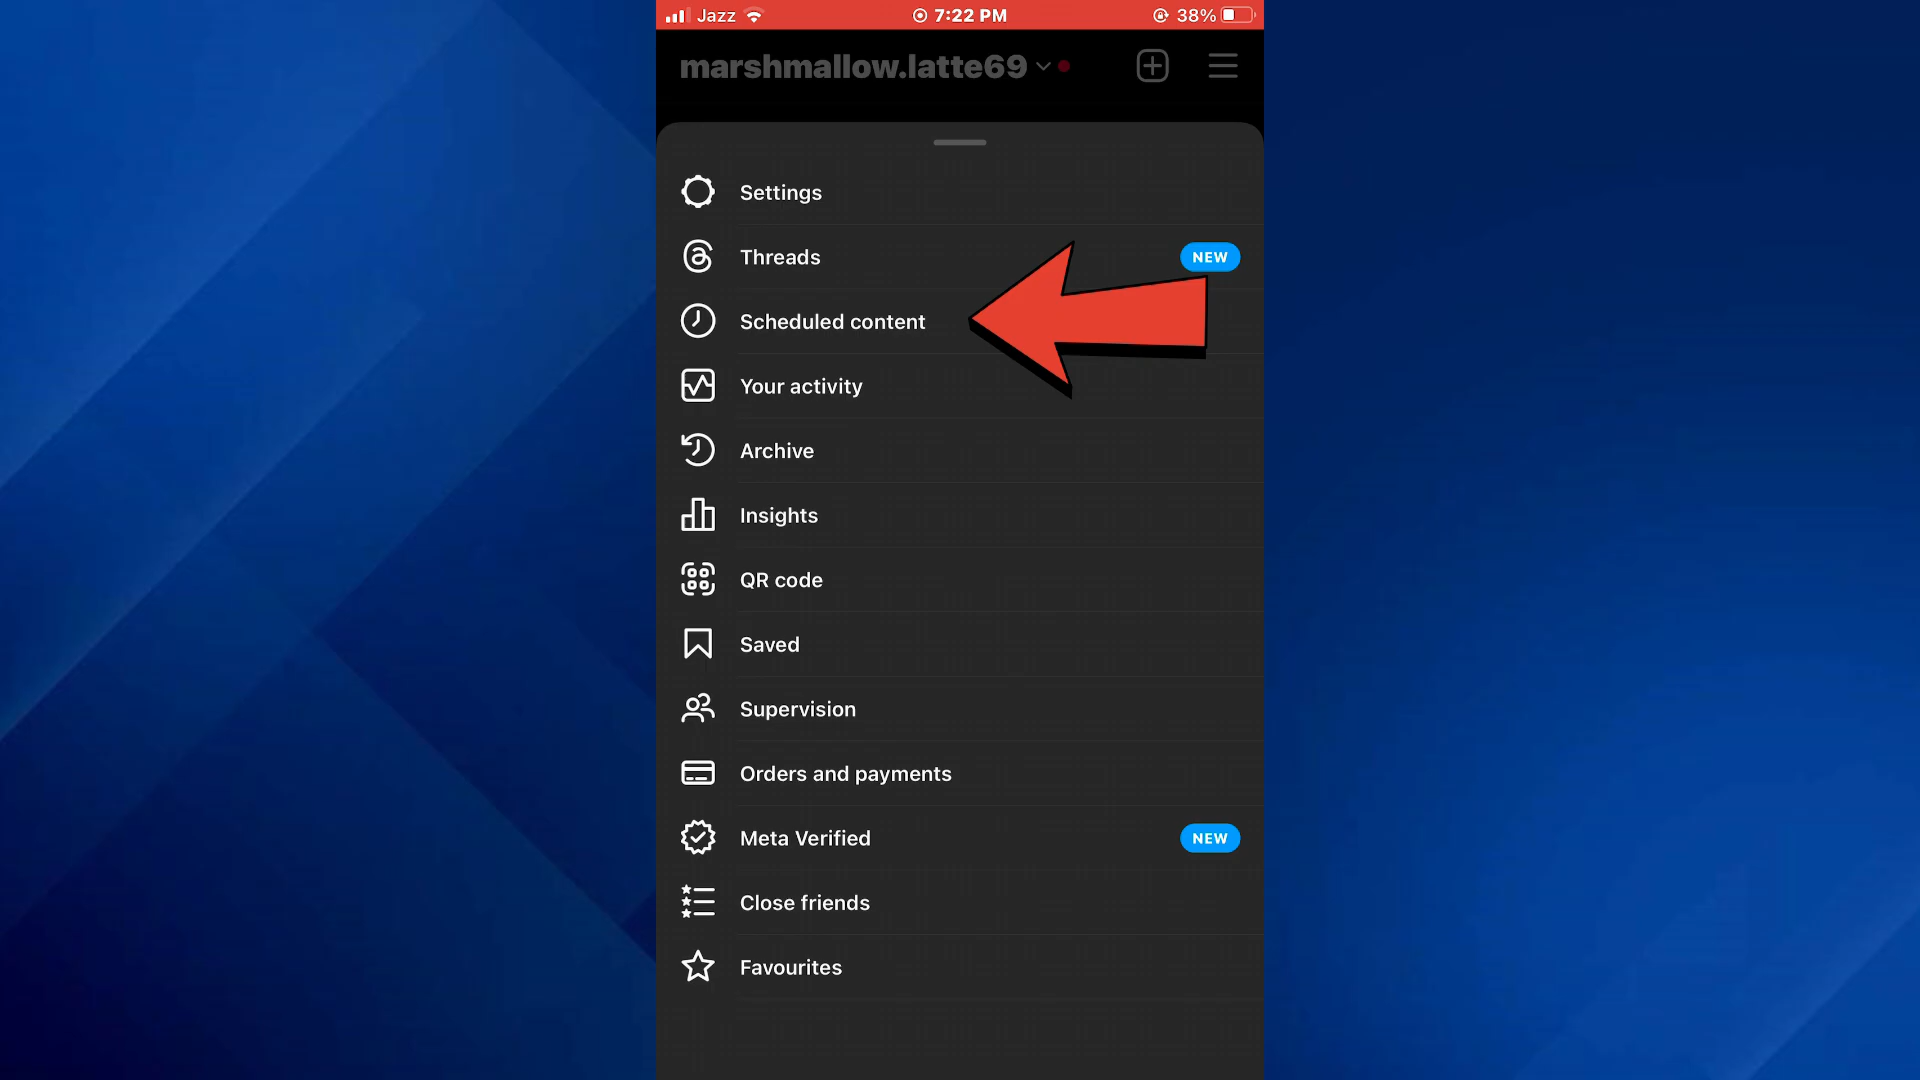 Jazz 7:22 PM 38%
marshmallow.latte69
Settings
Threads NEW
Scheduled content
Your activity
Archive
Insights
QR code
Saved
Supervision
Orders and payments
Meta Verified NEW
Close friends
Favourites